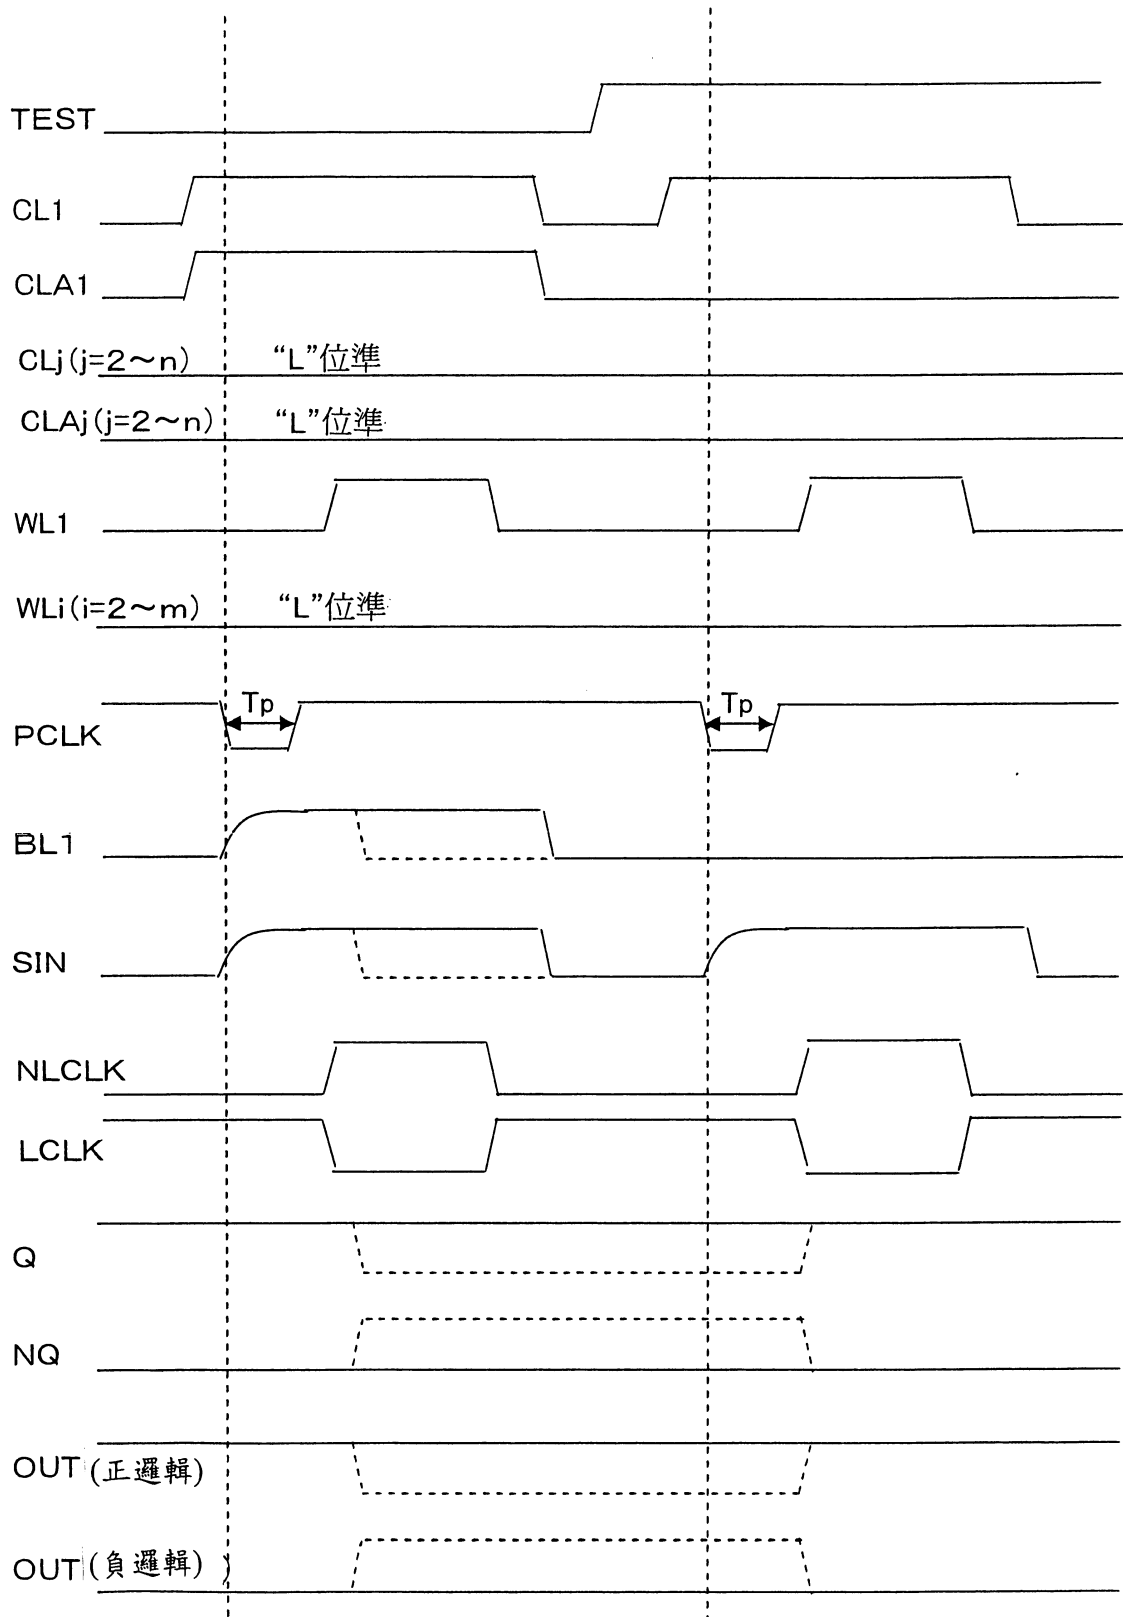 TEST
CL1
CLA1
CLj(j=2～n) “L”位準
CLAj(j=2～n) “L”位準
WL1
WLi(i=2～m) “L”位準
Tp Tp
PCLK
BL1
SIN
NLCLK
LCLK
Q
NQ
OUT(正邏輯)
OUT(負邏輯) )